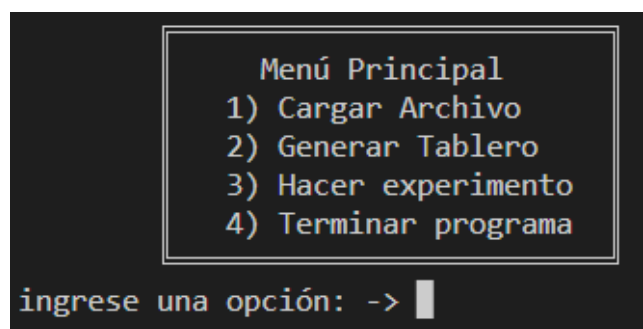 Menú Principal
1) Cargar Archivo
2) Generar Tablero
3) Hacer experimento
4) Terminar programa
ingrese una opción: ->